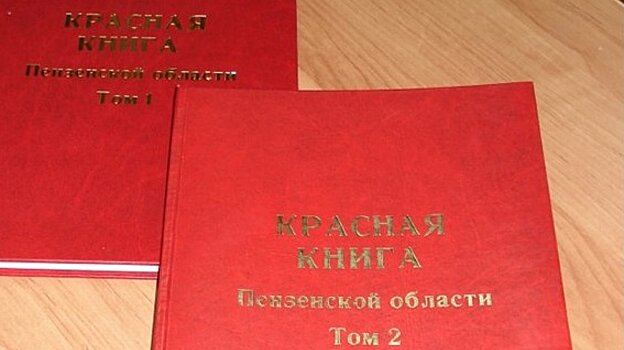 КРАСНАЯ
КНИГА
Пензенской области
Том 1
КРАСНАЯ
КНИГА
Пензенской области
Том 2